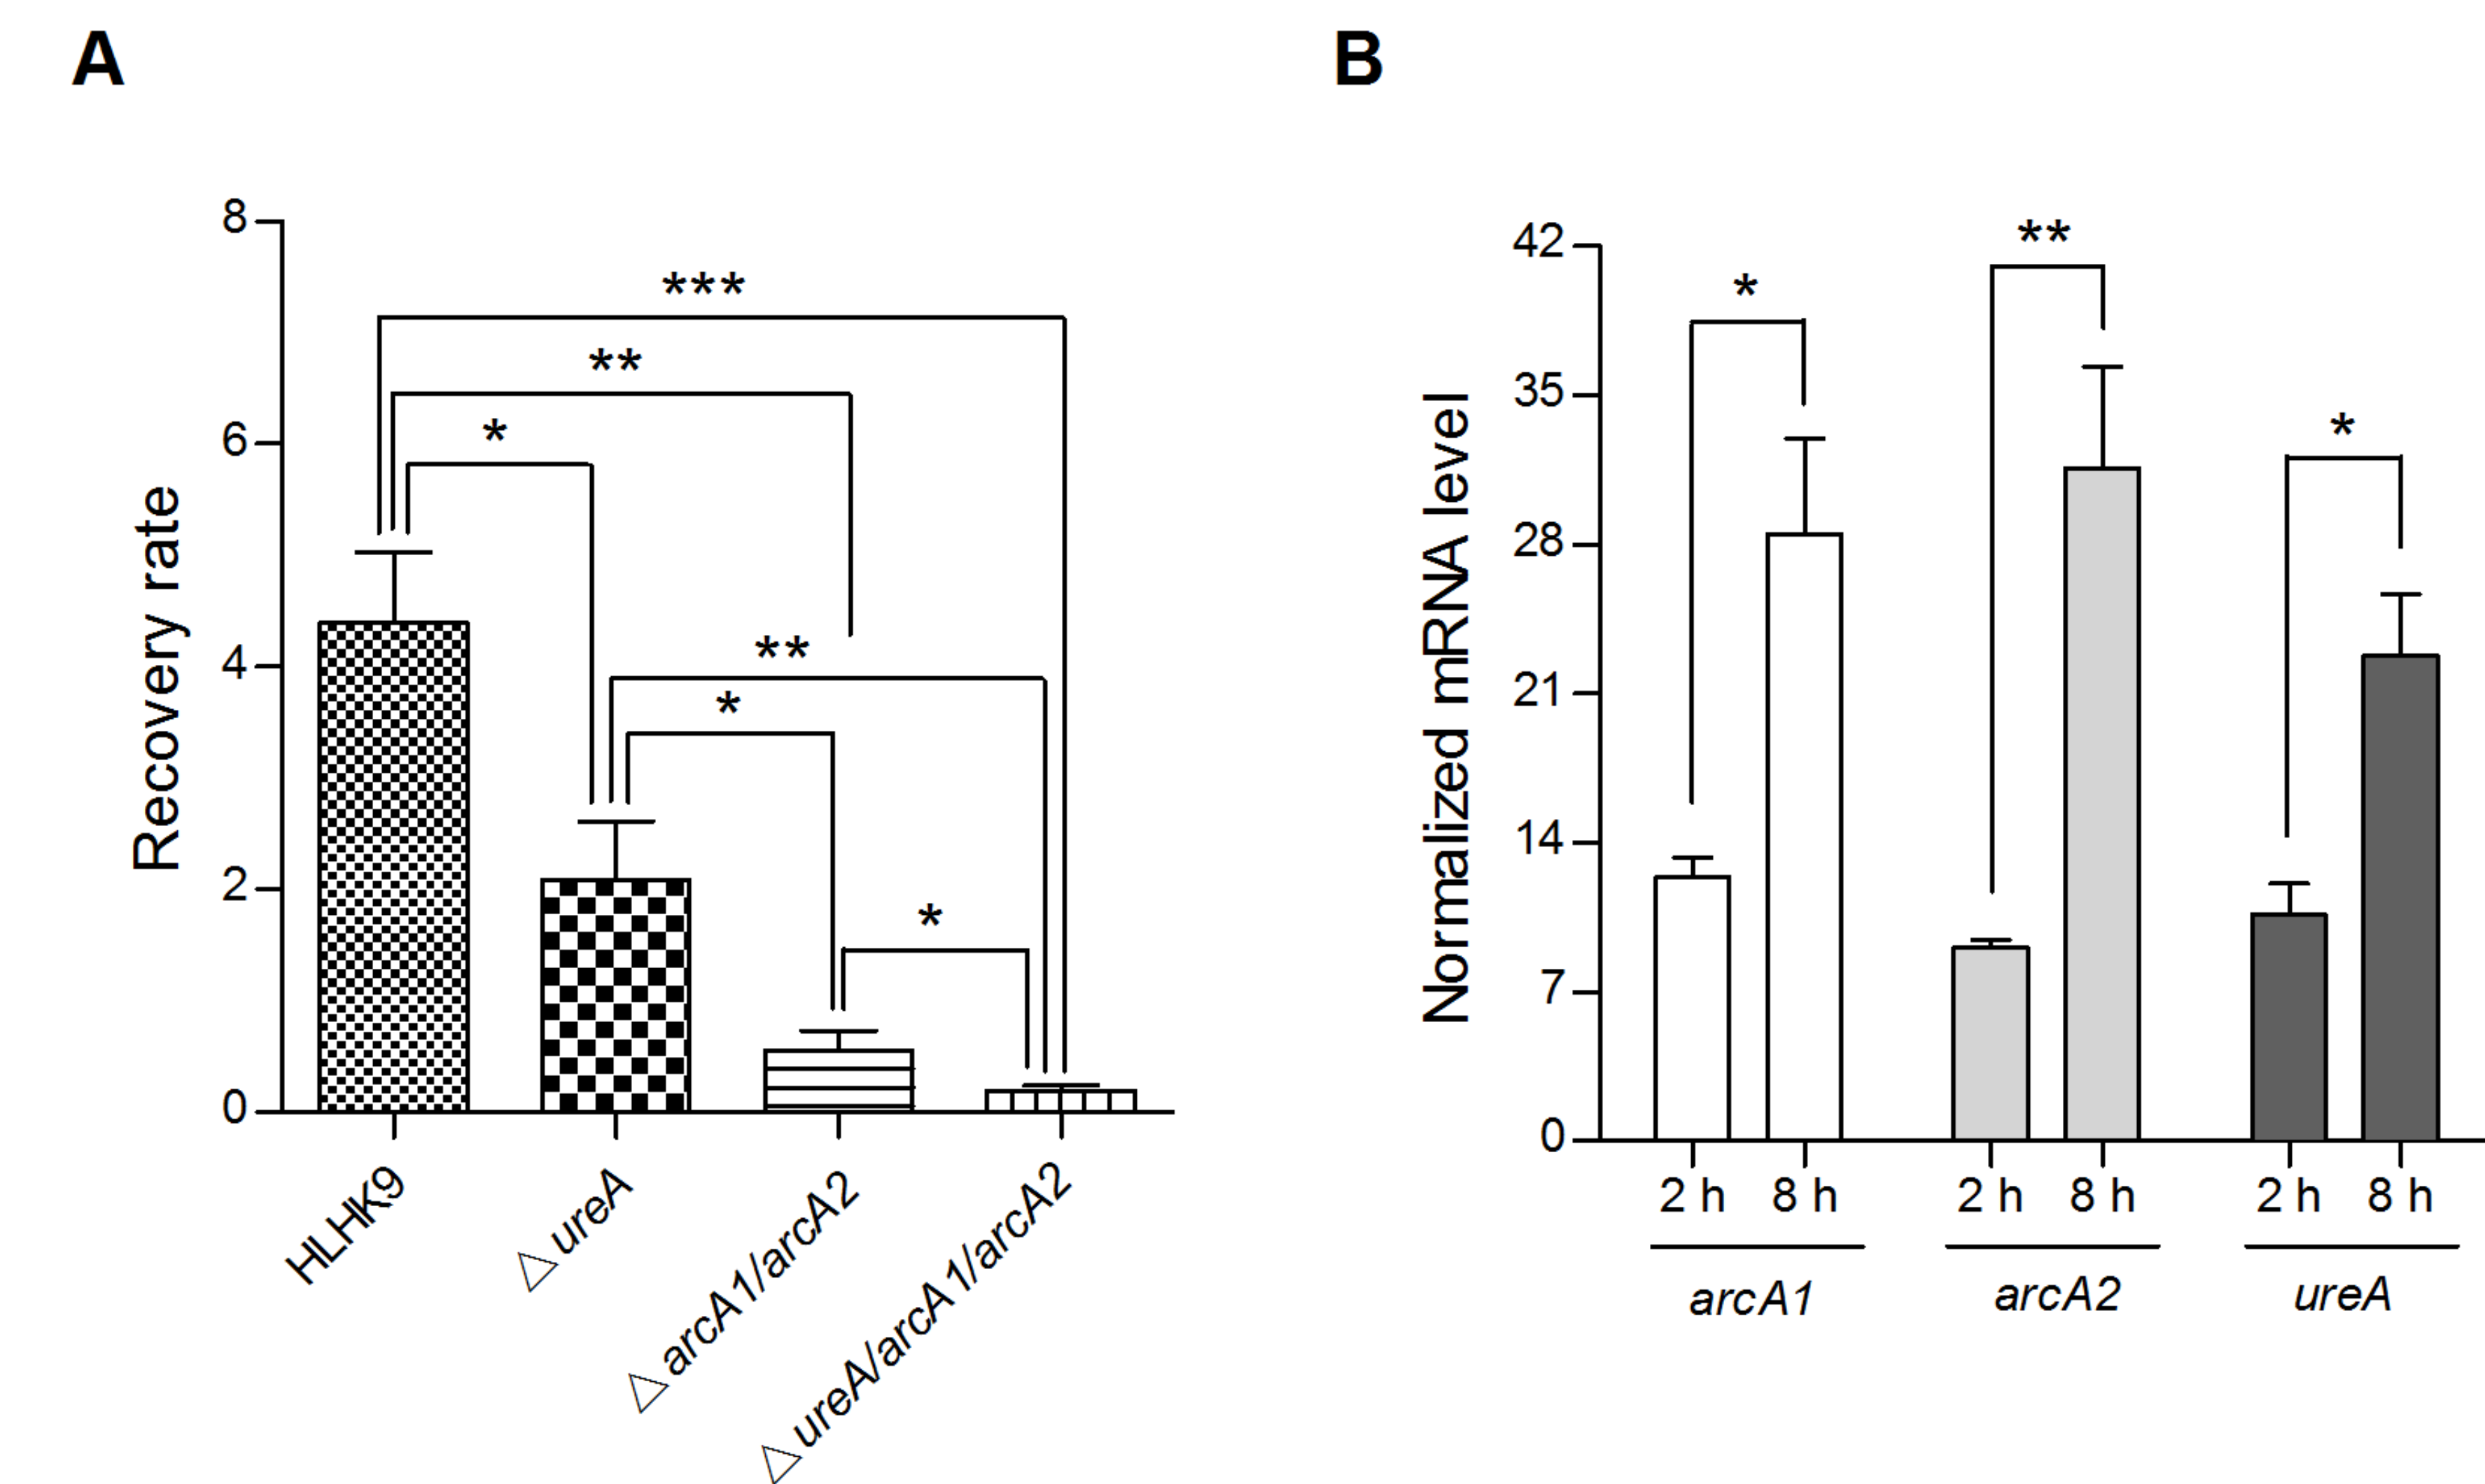 A
B
8
6
4
2
0
Recovery rate
***
**
*
**
*
*
HLHK9
△ureA
△arcA1/arcA2
△ureA/arcA1/arcA2
42
35
28
21
14
7
0
Normalized mRNA level
*
**
*
2 h 8 h 2 h 8 h 2 h 8 h
arcA1 arcA2 ureA